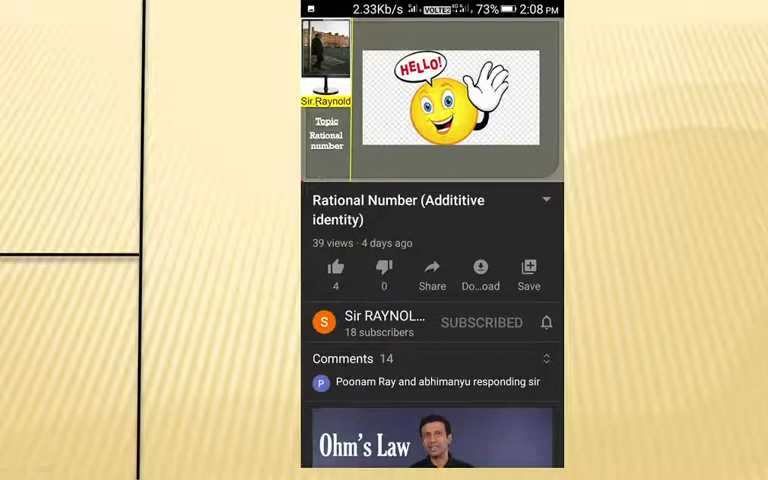 2.33Kb/s VOLTE2 4G 73% 2:08 PM
HELLO!
Sir.Raynold
Topic
Rational
number
Rational Number (Addititive
identity)
39 views · 4 days ago
4
0
Share
Do...oad
Save
S
Sir RAYNOL...
SUBSCRIBED
18 subscribers
Comments 14
P
Poonam Ray and abhimanyu responding sir
Ohm's Law